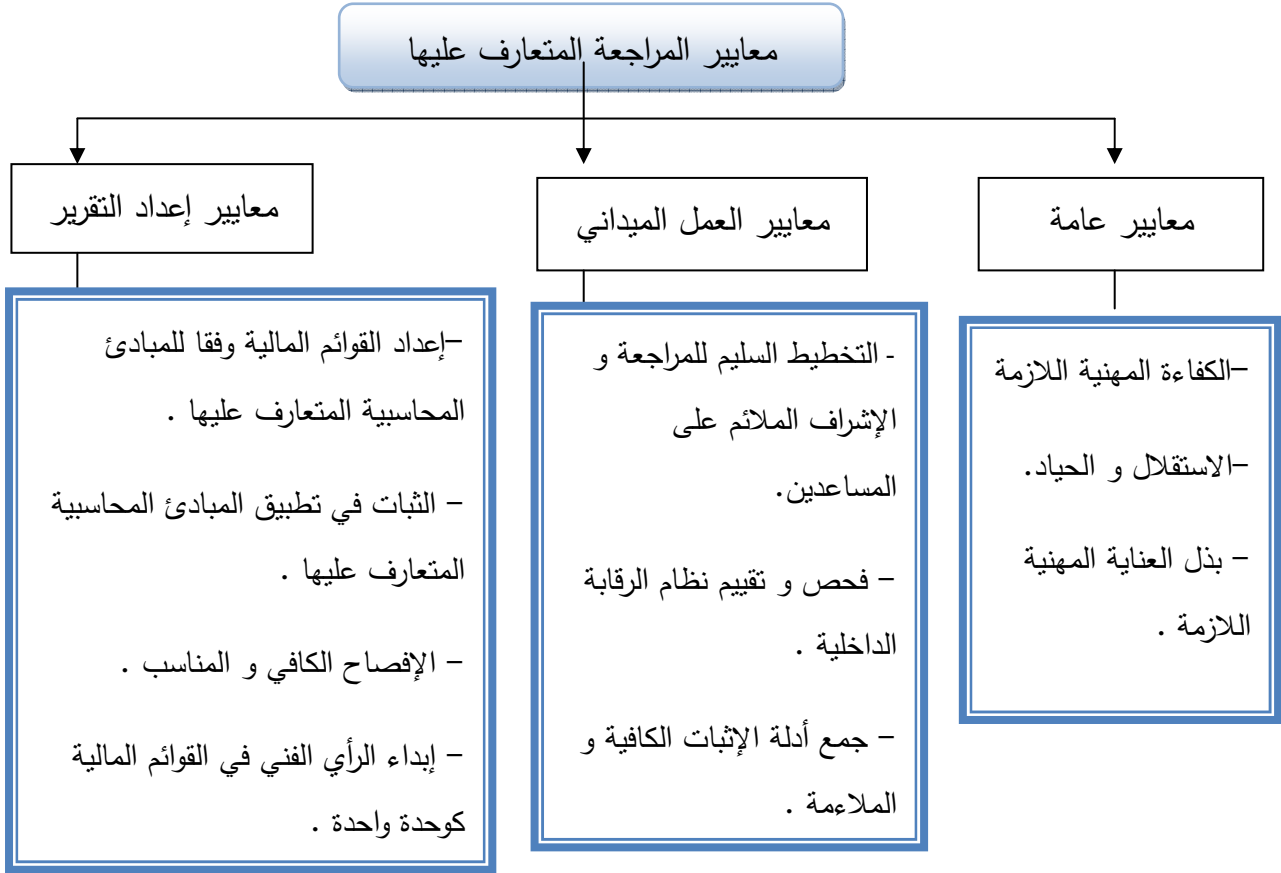 معايير المراجعة المتعارف عليها
معايير عامة
معايير العمل الميداني
معايير إعداد التقرير
–الكفاءة المهنية اللازمة
–الاستقلال و الحياد.
– بذل العناية المهنية
اللازمة .
- التخطيط السليم للمراجعة و
الإشراف الملائم على
المساعدين.
– فحص و تقييم نظام الرقابة
الداخلية .
– جمع أدلة الإثبات الكافية و
الملاءمة .
–إعداد القوائم المالية وفقا للمبادئ
المحاسبية المتعارف عليها .
– الثبات في تطبيق المبادئ المحاسبية
المتعارف عليها .
– الإفصاح الكافي و المناسب .
– إبداء الرأي الفني في القوائم المالية
كوحدة واحدة .